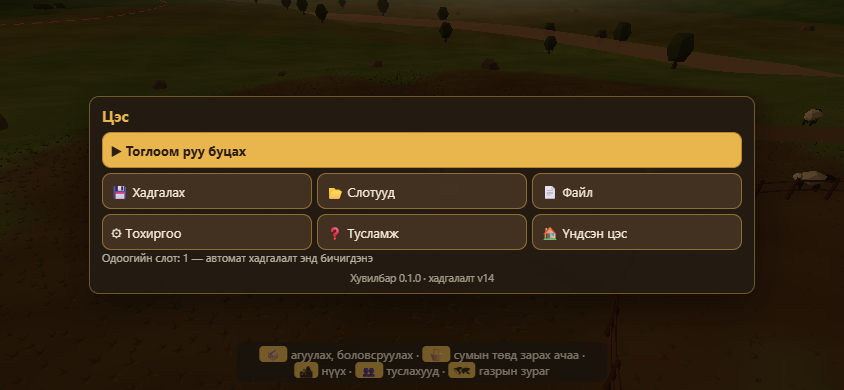 Цэс
Тоглоом руу буцах
Хадгалах
Слотууд
Файл
Тохиргоо
Тусламж
Үндсэн цэс
Одоогийн слот: 1 — автомат хадгалалт энд бичигдэнэ
Хувилбар 0.1.0 · хадгалалт v14
агуулах, боловсруулах · сумын төвд зарах ачаа ·
нүүх · туслахууд · газрын зураг